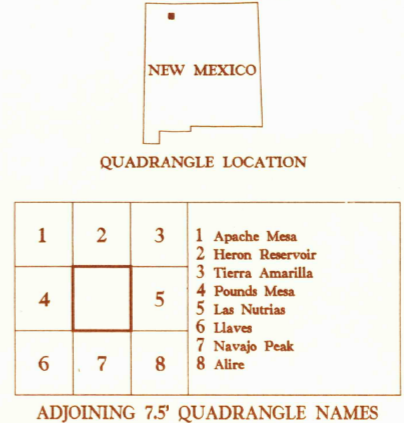 NEW MEXICO
QUADRANGLE LOCATION
1 2 3
4 5
6 7 8
1 Apache Mesa
2 Heron Reservoir
3 Tierra Amarilla
4 Pounds Mesa
5 Las Nutrias
6 Llaves
7 Navajo Peak
8 Alire
ADJOINING 7.5' QUADRANGLE NAMES